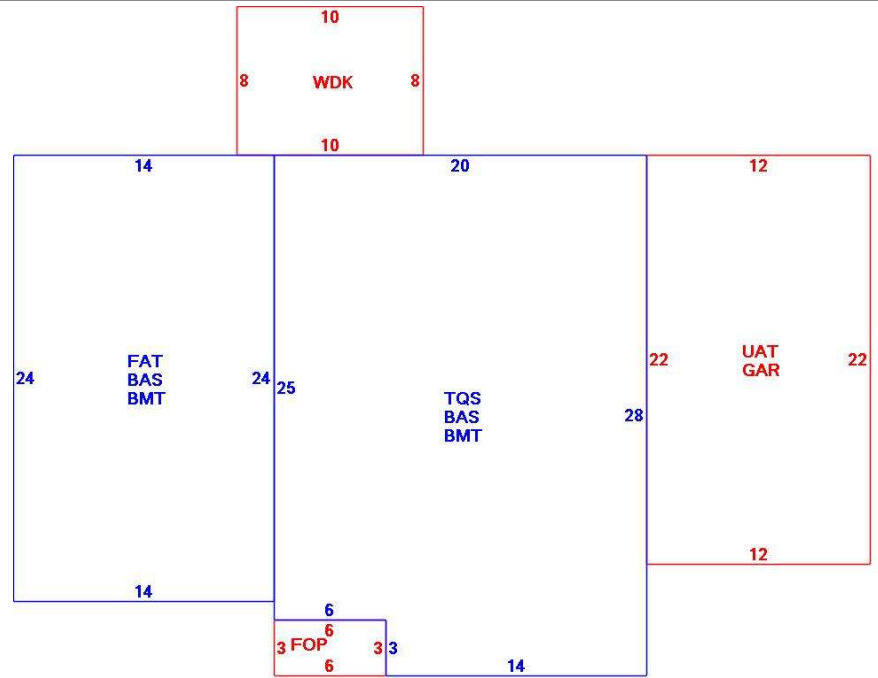 10
8 WDK 8
10
14 20 12
FAT
BAS
BMT
24 24 25
TQS
BAS
BMT
28
UAT
GAR
22 22
12
14
6
6
3 FOP 3 3
6
14